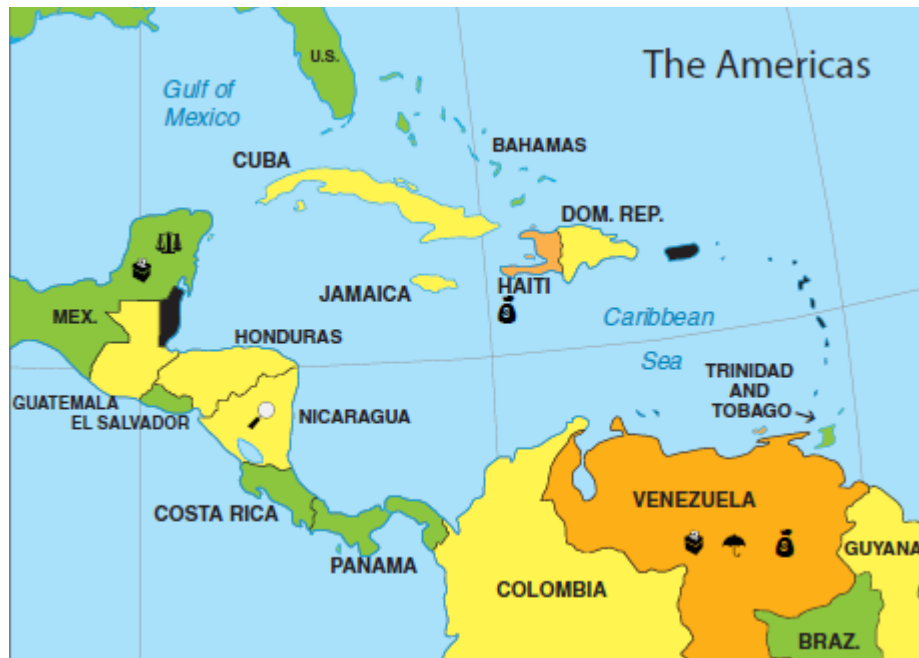 The Americas
U.S.
Gulf of
Mexico
BAHAMAS
CUBA
DOM. REP.
HAITI
JAMAICA
MEX.
Caribbean
Sea
HONDURAS
TRINIDAD
AND
TOBAGO
GUATEMALA
EL SALVADOR
NICARAGUA
VENEZUELA
COSTA RICA
GUYANA
PANAMA
COLOMBIA
BRAZ.